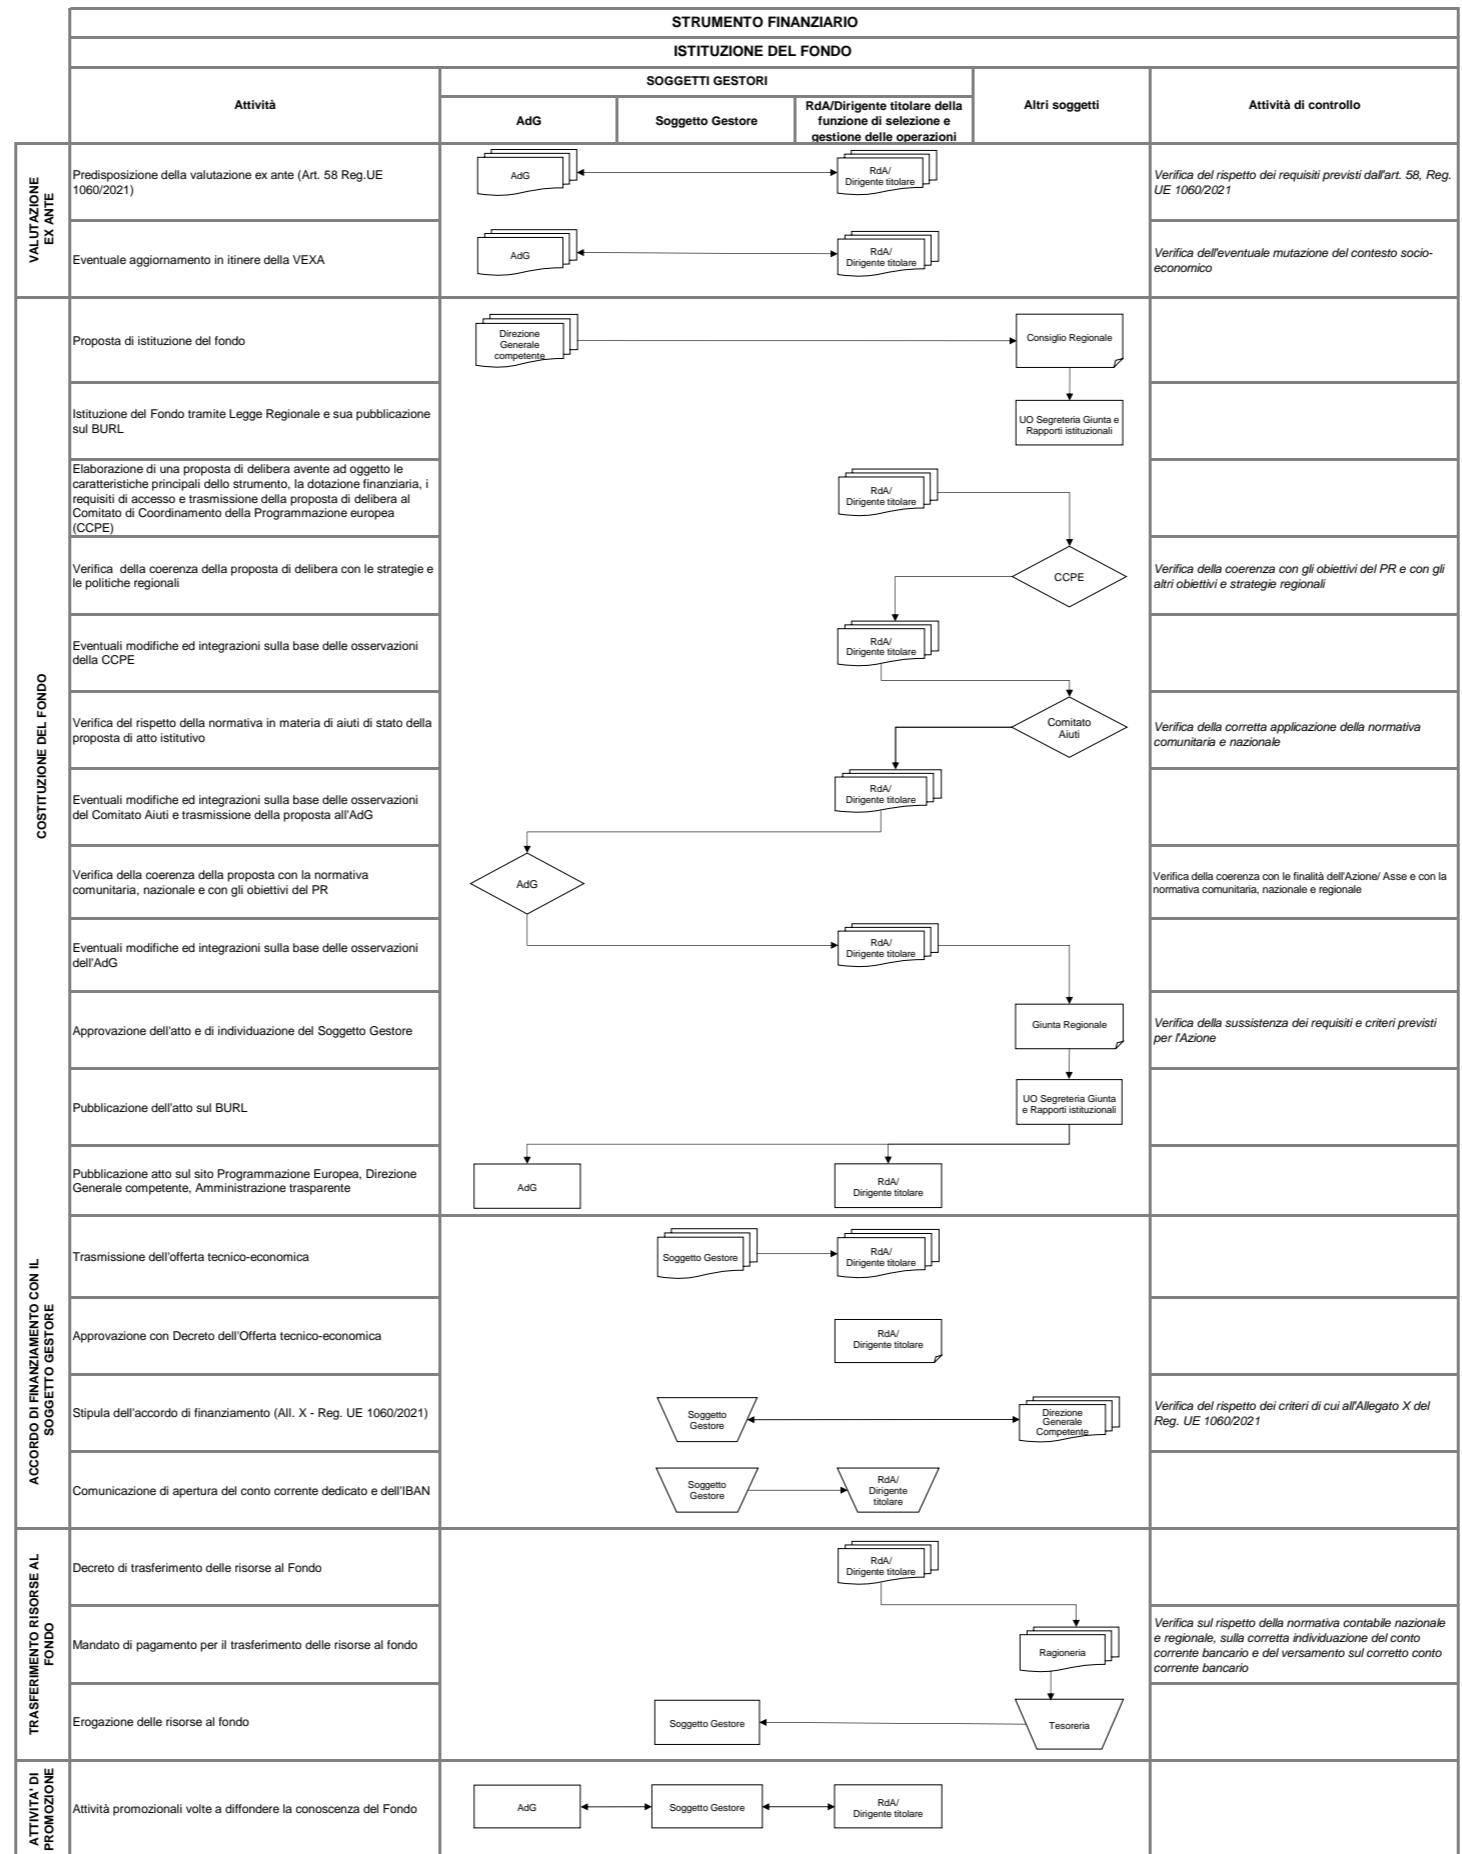 STRUMENTO FINANZIARIO
ISTITUZIONE DEL FONDO
Attività
SOGGETTI GESTORI
AdG
Soggetto Gestore
RdA/Dirigente titolare della
funzione di selezione e
gestione delle operazioni
Altri soggetti
Attività di controllo
VALUTAZIONE
EX ANTE
Predisposizione della valutazione ex ante (Art. 58 Reg.UE
1060/2021)
AdG
RdA/
Dirigente titolare
Verifica del rispetto dei requisiti previsti dall'art. 58, Reg.
UE 1060/2021
Eventuale aggiornamento in itinere della VEXA
AdG
RdA/
Dirigente titolare
Verifica dell'eventuale mutazione del contesto socio-
economico
COSTITUZIONE DEL FONDO
Proposta di istituzione del fondo
Direzione
Generale
competente
Consiglio Regionale
Istituzione del Fondo tramite Legge Regionale e sua pubblicazione
sul BURL
UO Segreteria Giunta e
Rapporti istituzionali
Elaborazione di una proposta di delibera avente ad oggetto le
caratteristiche principali dello strumento, la dotazione finanziaria, i
requisiti di accesso e trasmissione della proposta di delibera al
Comitato di Coordinamento della Programmazione europea
(CCPE)
RdA/
Dirigente titolare
Verifica  della coerenza della proposta di delibera con le strategie e
le politiche regionali
CCPE
Verifica della coerenza con gli obiettivi del PR e con gli
altri obiettivi e strategie regionali
Eventuali modifiche ed integrazioni sulla base delle osservazioni
della CCPE
RdA/
Dirigente titolare
Verifica del rispetto della normativa in materia di aiuti di stato della
proposta di atto istitutivo
Comitato
Aiuti
Verifica della corretta applicazione della normativa
comunitaria e nazionale
Eventuali modifiche ed integrazioni sulla base delle osservazioni
del Comitato Aiuti e trasmissione della proposta all'AdG
RdA/
Dirigente titolare
Verifica della coerenza della proposta con la normativa
comunitaria, nazionale e con gli obiettivi del PR
AdG
Verifica della coerenza con le finalità dell'Azione/ Asse e con la
normativa comunitaria, nazionale e regionale
Eventuali modifiche ed integrazioni sulla base delle osservazioni
dell'AdG
RdA/
Dirigente titolare
Approvazione dell'atto e di individuazione del Soggetto Gestore
Giunta Regionale
Verifica della sussistenza dei requisiti e criteri previsti
per l'Azione
Pubblicazione dell'atto sul BURL
UO Segreteria Giunta
e Rapporti istituzionali
Pubblicazione atto sul sito Programmazione Europea, Direzione
Generale competente, Amministrazione trasparente
AdG
RdA/
Dirigente titolare
ACCORDO DI FINANZIAMENTO CON IL
SOGGETTO GESTORE
Trasmissione dell'offerta tecnico-economica
Soggetto Gestore
RdA/
Dirigente titolare
Approvazione con Decreto dell'Offerta tecnico-economica
RdA/
Dirigente titolare
Stipula dell'accordo di finanziamento (All. X - Reg. UE 1060/2021)
Soggetto
Gestore
Direzione
Generale
Competente
Verifica del rispetto dei criteri di cui all'Allegato X del
Reg. UE 1060/2021
Comunicazione di apertura del conto corrente dedicato e dell'IBAN
Soggetto
Gestore
RdA/
Dirigente
titolare
TRASFERIMENTO RISORSE AL
FONDO
Decreto di trasferimento delle risorse al Fondo
RdA/
Dirigente titolare
Mandato di pagamento per il trasferimento delle risorse al fondo
Ragioneria
Verifica sul rispetto della normativa contabile nazionale
e regionale, sulla corretta individuazione del conto
corrente bancario e del versamento sul corretto conto
corrente bancario
Erogazione delle risorse al fondo
Soggetto Gestore
Tesoreria
ATTIVITA' DI
PROMOZIONE
Attività promozionali volte a diffondere la conoscenza del Fondo
AdG
Soggetto Gestore
RdA/
Dirigente titolare